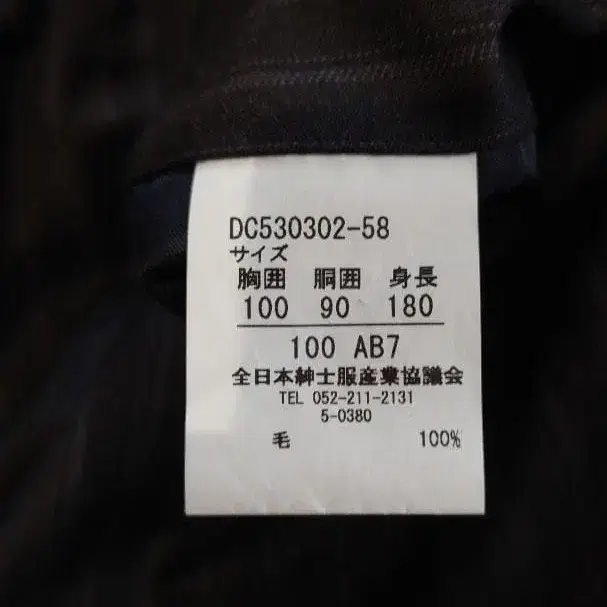 DC530302-58
サイズ
胸囲 胴囲 身長
100 90 180
100 AB7
全日本紳士服産業協議会
TEL 052-211-2131
5-0380
毛 100%